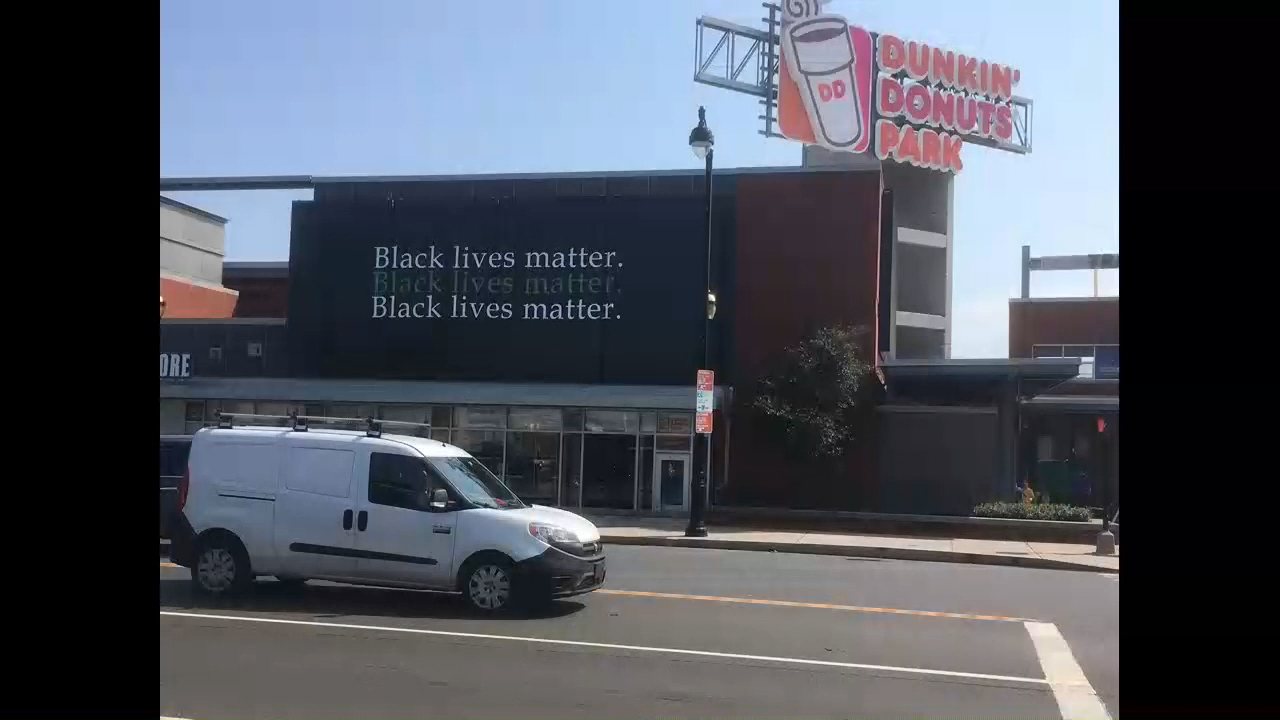 DUNKIN'
DONUTS
PARK
DD
Black lives matter.
Black lives matter.
Black lives matter.
ORE